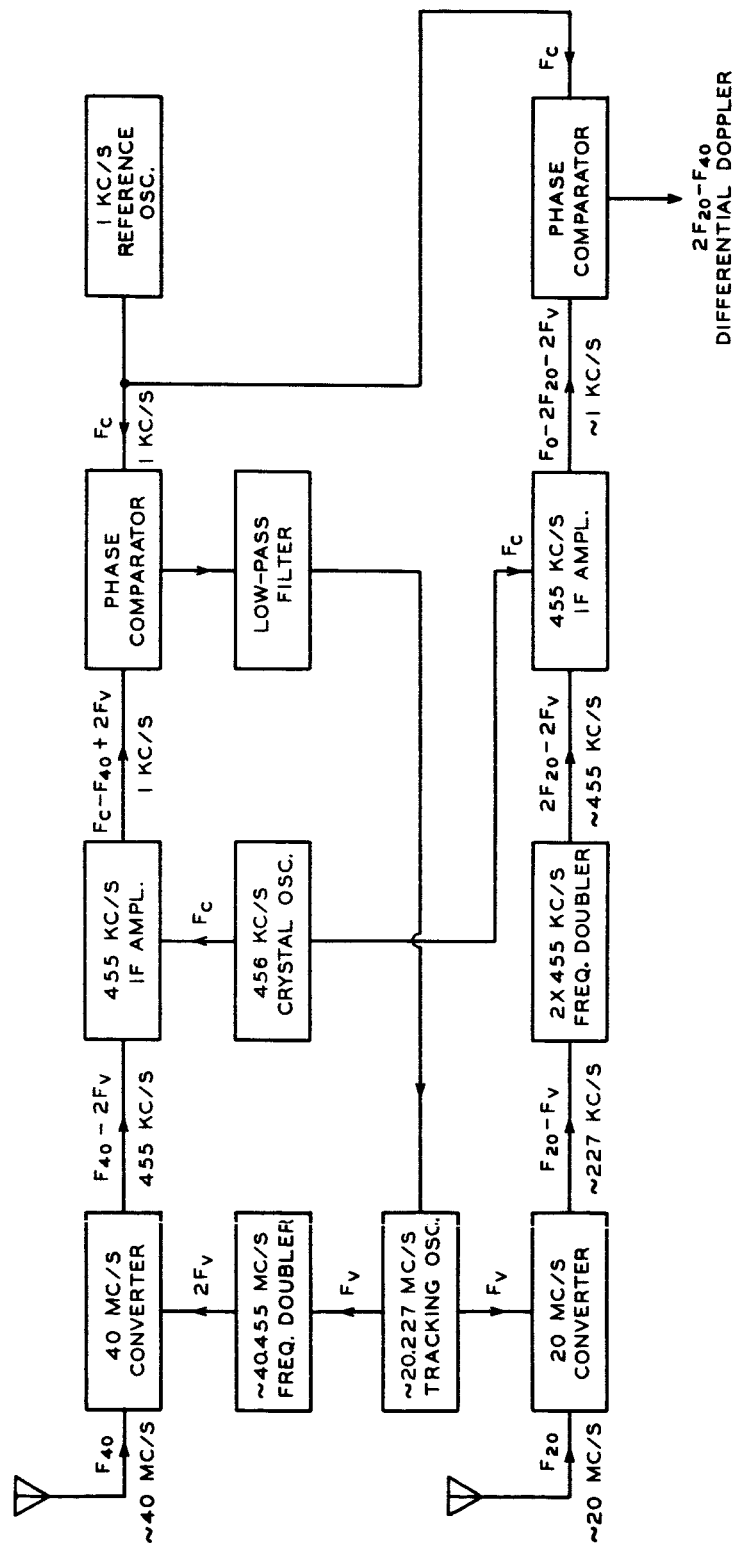 F40
~40 MC/S
40 MC/S
CONVERTER
F40 - 2FV
455 KC/S
455 KC/S
IF AMPL.
FC-F40+2FV
1 KC/S
PHASE
COMPARATOR
FC
1 KC/S
1 KC/S
REFERENCE
OSC.
2FV
~40.455 MC/S
FREQ. DOUBLER
FC
456 KC/S
CRYSTAL OSC.
LOW-PASS
FILTER
FV
~20.227 MC/S
TRACKING OSC.
FV
F20
~20 MC/S
20 MC/S
CONVERTER
F20-FV
~227 KC/S
2X455 KC/S
FREQ. DOUBLER
2F20-2FV
~455 KC/S
FC
455 KC/S
IF AMPL.
FO-2F20-2FV
~1 KC/S
PHASE
COMPARATOR
FC
2F20-F40
DIFFERENTIAL DOPPLER